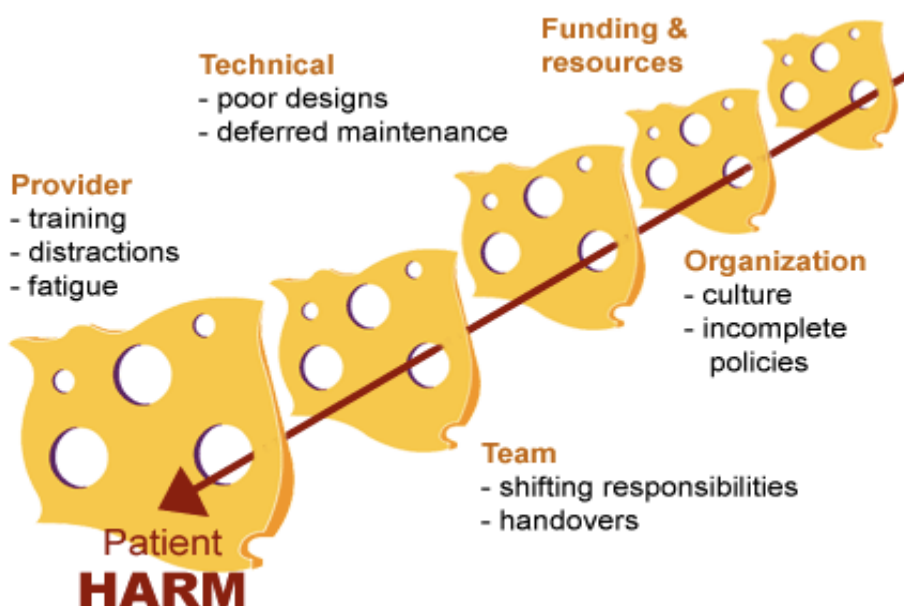 Funding &
resources
Technical
- poor designs
- deferred maintenance
Provider
- training
- distractions
- fatigue
Organization
- culture
- incomplete
policies
Team
- shifting responsibilities
- handovers
Patient
HARM